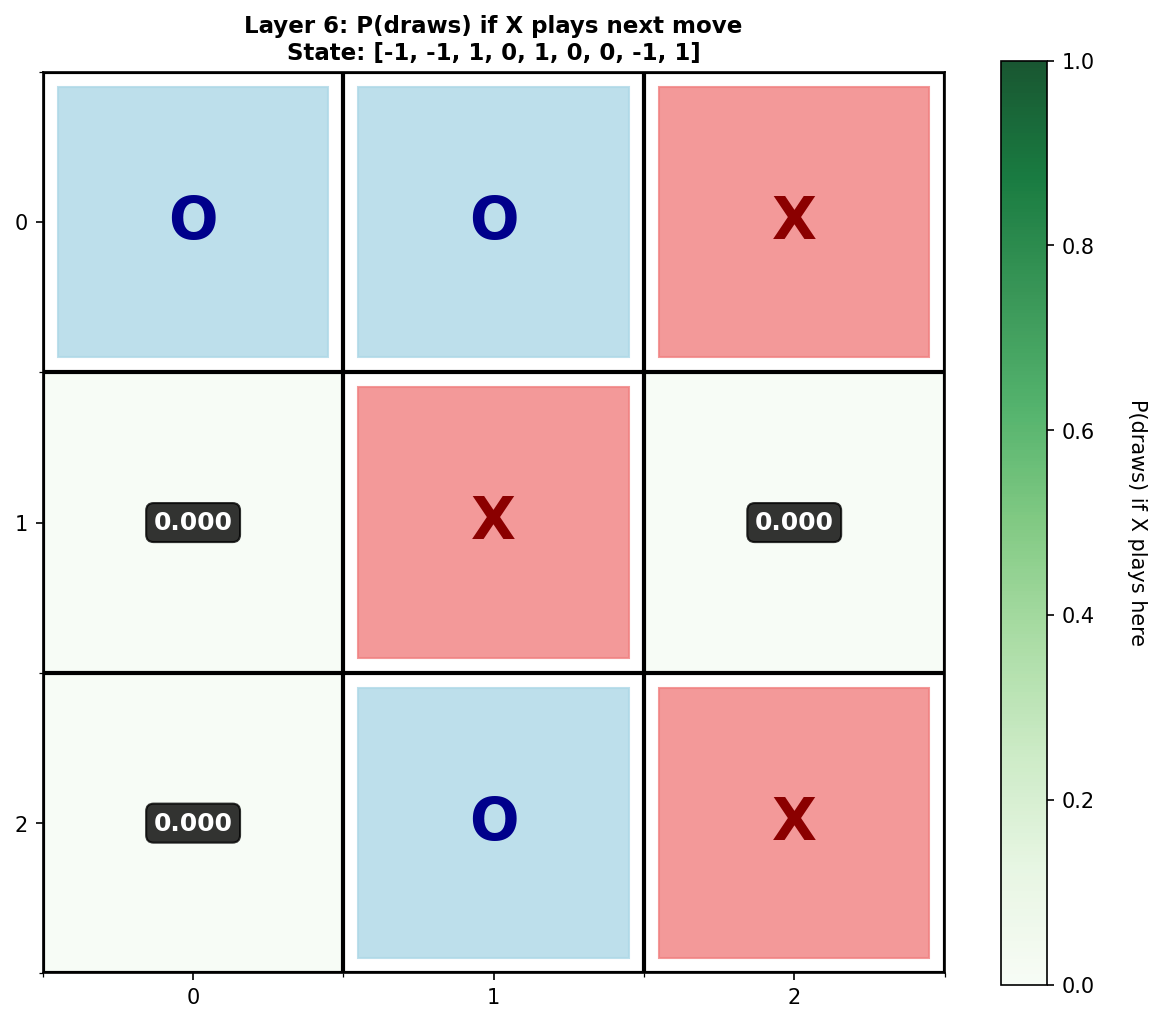 Layer 6: P(draws) if X plays next move
State: [-1, -1, 1, 0, 1, 0, 0, -1, 1]
O
O
X
0.000
X
0.000
0.000
O
X
0
1
2
0
1
2
1.0
0.8
0.6
0.4
0.2
0.0
P(draws) if X plays here